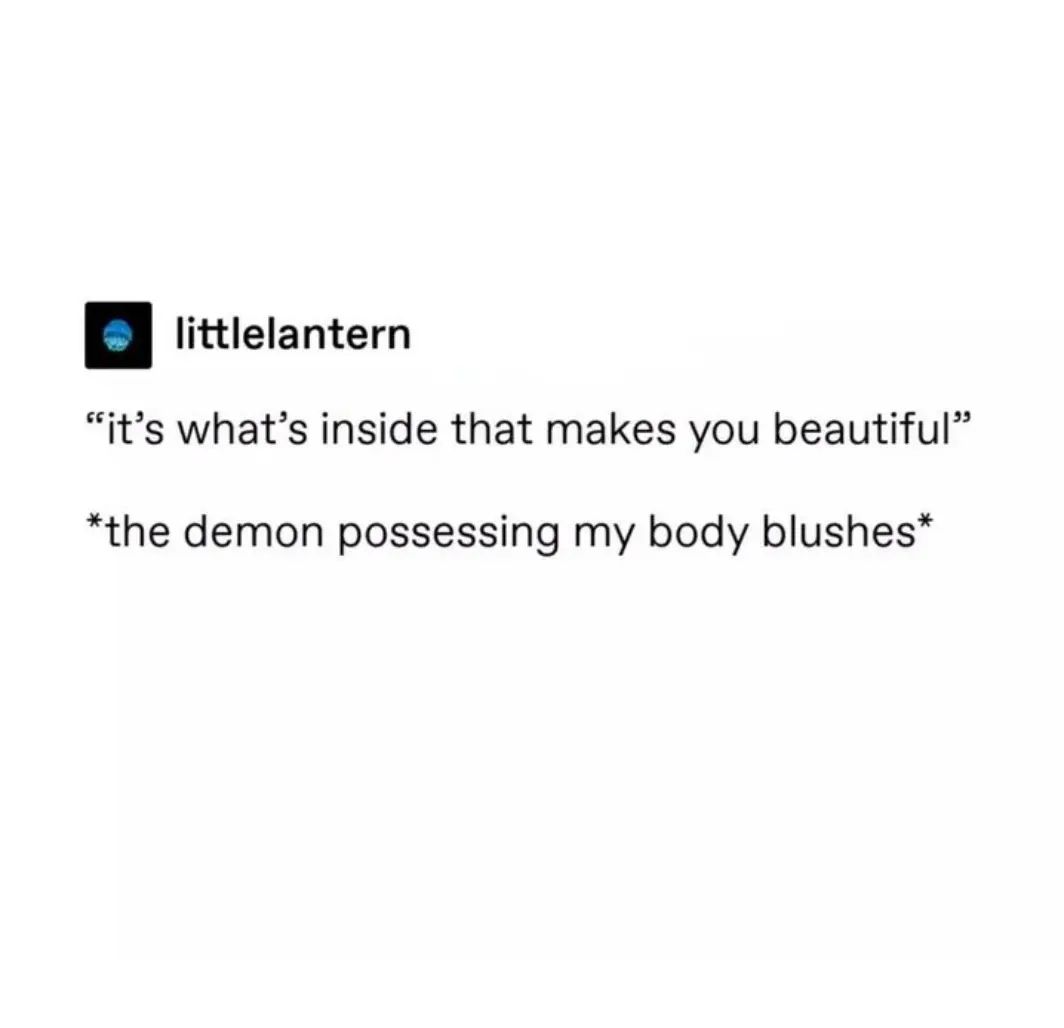 littlelantern
“it’s what’s inside that makes you beautiful”
*the demon possessing my body blushes*